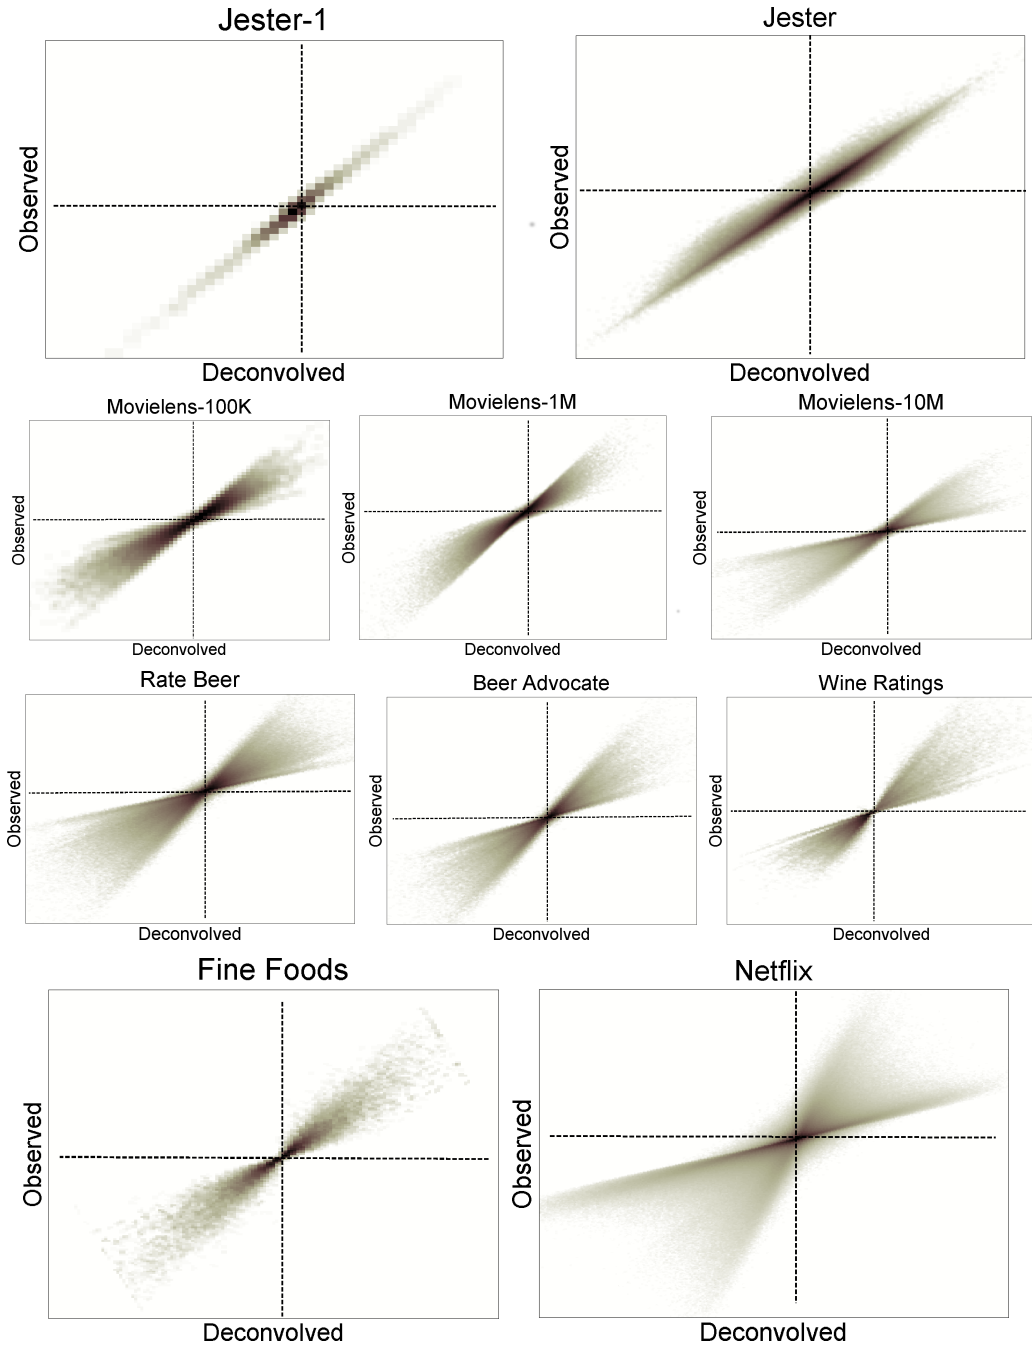 Jester-1
Jester
Observed
Observed
Deconvolved
Deconvolved
Movielens-100K
Movielens-1M
Movielens-10M
Observed
Observed
Observed
Deconvolved
Deconvolved
Deconvolved
Rate Beer
Beer Advocate
Wine Ratings
Observed
Observed
Observed
Deconvolved
Deconvolved
Deconvolved
Fine Foods
Netflix
Observed
Observed
Deconvolved
Deconvolved